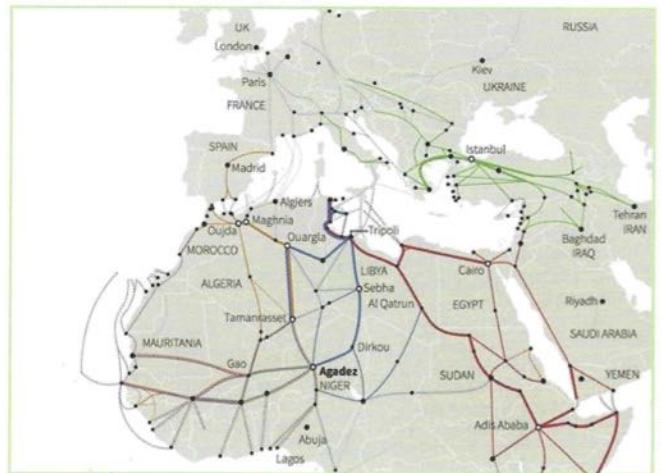 UK
RUSSIA
London
Kiev
Paris
UKRAINE
FRANCE
SPAIN
Istanbul
Madrid
Algiers
Tehran
Maghnia
Oujda
IRAN
Ouargla
Tripoli
Baghdad
MOROCCO
IRAQ
LIBYA
Cairo
ALGERIA
Sebha
Al Qatrun
EGYPT
Riyadh
Tamanrasset
SAUDI ARABIA
MAURITANIA
Dirkou
Gao
Agadez
SUDAN
YEMEN
NIGER
Adis Ababa
Abuja
Lagos